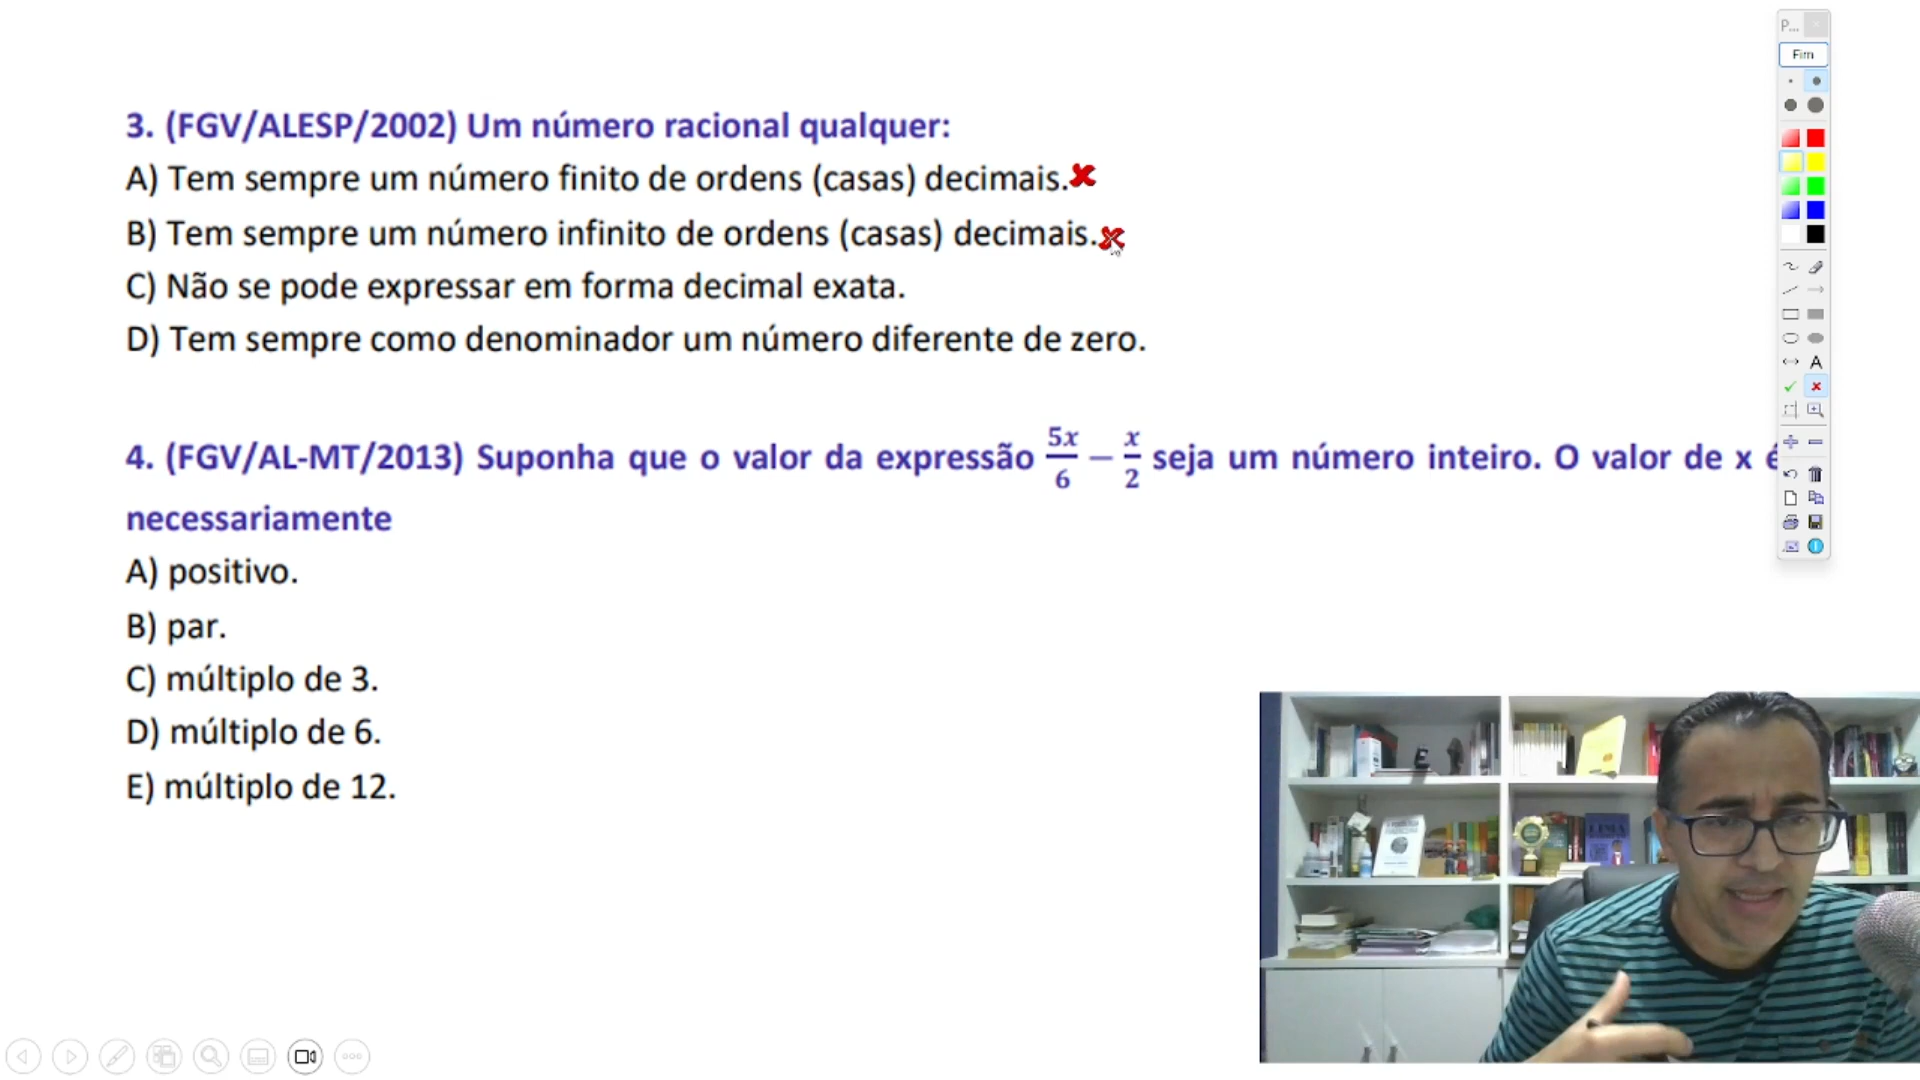 P...
Fim
3. (FGV/ALESP/2002) Um número racional qualquer:
A) Tem sempre um número finito de ordens (casas) decimais.
B) Tem sempre um número infinito de ordens (casas) decimais.
C) Não se pode expressar em forma decimal exata.
D) Tem sempre como denominador um número diferente de zero.
A
4. (FGV/AL-MT/2013) Suponha que o valor da expressão 5x/6 − x/2 seja um número inteiro. O valor de x é
necessariamente
A) positivo.
B) par.
C) múltiplo de 3.
D) múltiplo de 6.
E) múltiplo de 12.